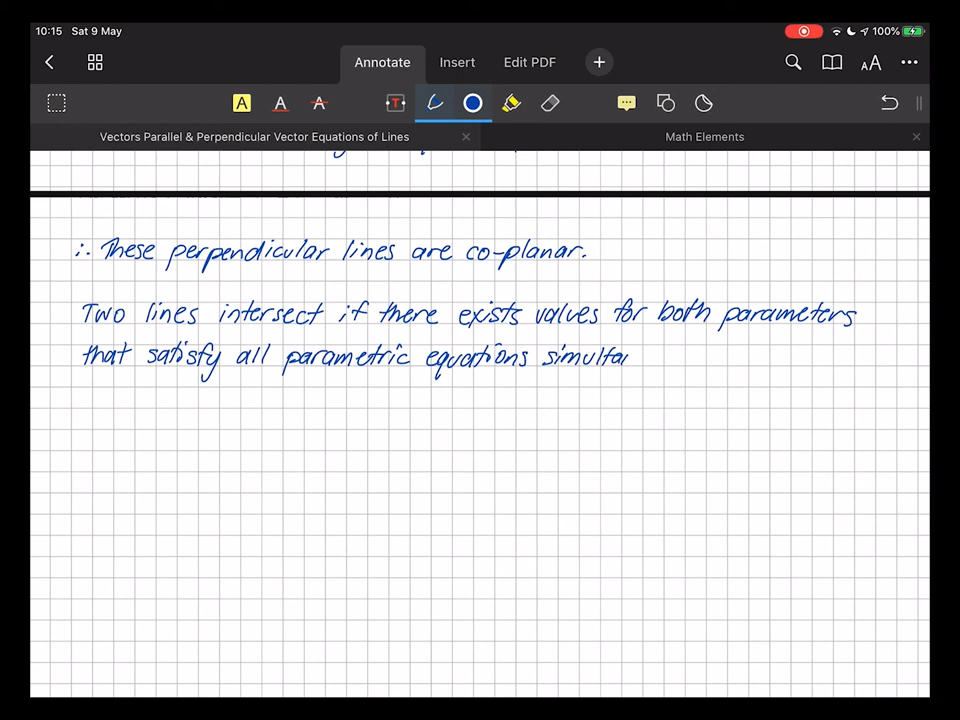 10:15 Sat 9 May
100%
Annotate Insert Edit PDF
A A A T AA
Vectors Parallel & Perpendicular Vector Equations of Lines
Math Elements
∴ These perpendicular lines are co-planar.
Two lines intersect if there exists values for both parameters
that satisfy all parametric equations simulta